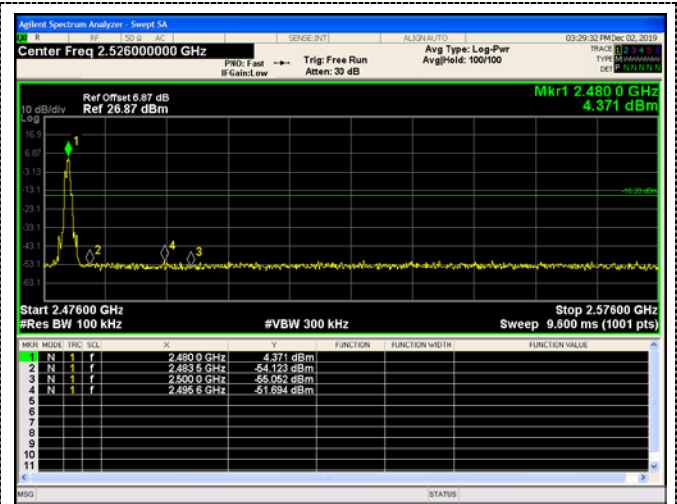 Agilent Spectrum Analyzer - Swept SA
R RF 50 Ω AC SENSE:INT ALIGNAUTO 03:29:32 PM Dec 02, 2019
Center Freq 2.526000000 GHz Avg Type: Log-Pwr TRACE 1 2 3 4 5 6
PNO: Fast Trig: Free Run Avg|Hold: 100/100 TYPE M
IFGain:Low Atten: 30 dB DET P N N N N N
Mkr1 2.480 0 GHz
Ref Offset 6.87 dB
10 dB/div Ref 26.87 dBm 4.371 dBm
Log
16.9
1
6.87
-3.13
-13.1
-10.20 dBm
-23.1
-33.1
-43.1
2 4 3
-53.1
-63.1
Start 2.47600 GHz Stop 2.57600 GHz
#Res BW 100 kHz #VBW 300 kHz Sweep 9.600 ms (1001 pts)
MKR MODE TRC SCL X Y FUNCTION FUNCTION WIDTH FUNCTION VALUE
1 N 1 f 2.480 0 GHz 4.371 dBm
2 N 1 f 2.483 5 GHz -54.123 dBm
3 N 1 f 2.500 0 GHz -55.052 dBm
4 N 1 f 2.495 6 GHz -51.694 dBm
5
6
7
8
9
10
11
MSG STATUS